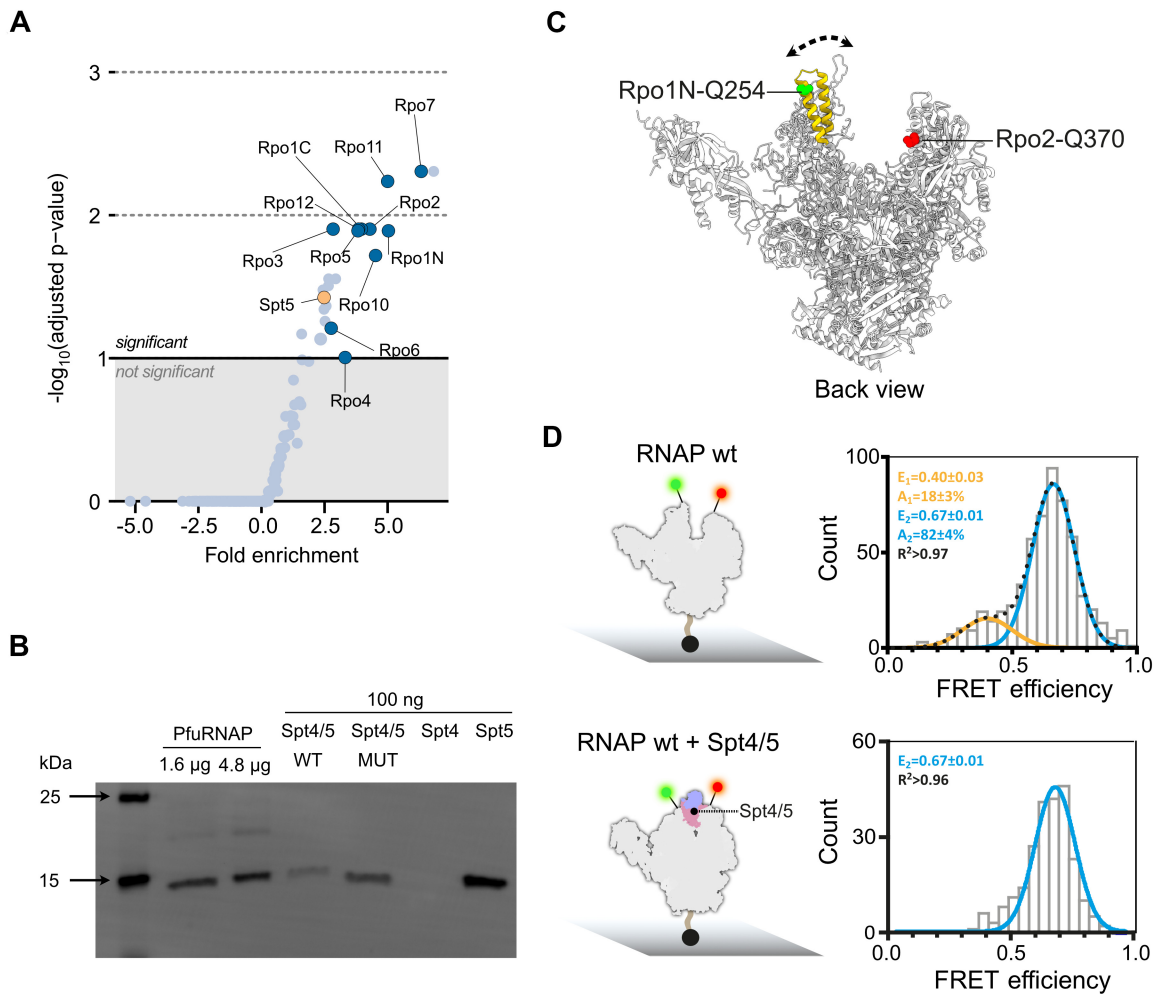 A
3
2
1
0
-log10(adjusted p−value)
Rpo7
Rpo1C
Rpo11
Rpo12
Rpo2
Rpo3
Rpo5
Rpo1N
Spt5
Rpo10
Rpo6
Rpo4
significant
not significant
-5.0 -2.5 0.0 2.5 5.0
Fold enrichment
B
100 ng
PfuRNAP
Spt4/5 Spt4/5 Spt4 Spt5
kDa
1.6 µg 4.8 µg WT MUT
25
15
C
Rpo1N-Q254
Rpo2-Q370
Back view
D
RNAP wt
100
50
0
Count
E1=0.40±0.03
A1=18±3%
E2=0.67±0.01
A2=82±4%
R²>0.97
0.0 0.5 1.0
FRET efficiency
RNAP wt + Spt4/5
Spt4/5
60
30
0
Count
E2=0.67±0.01
R²>0.96
0.0 0.5 1.0
FRET efficiency